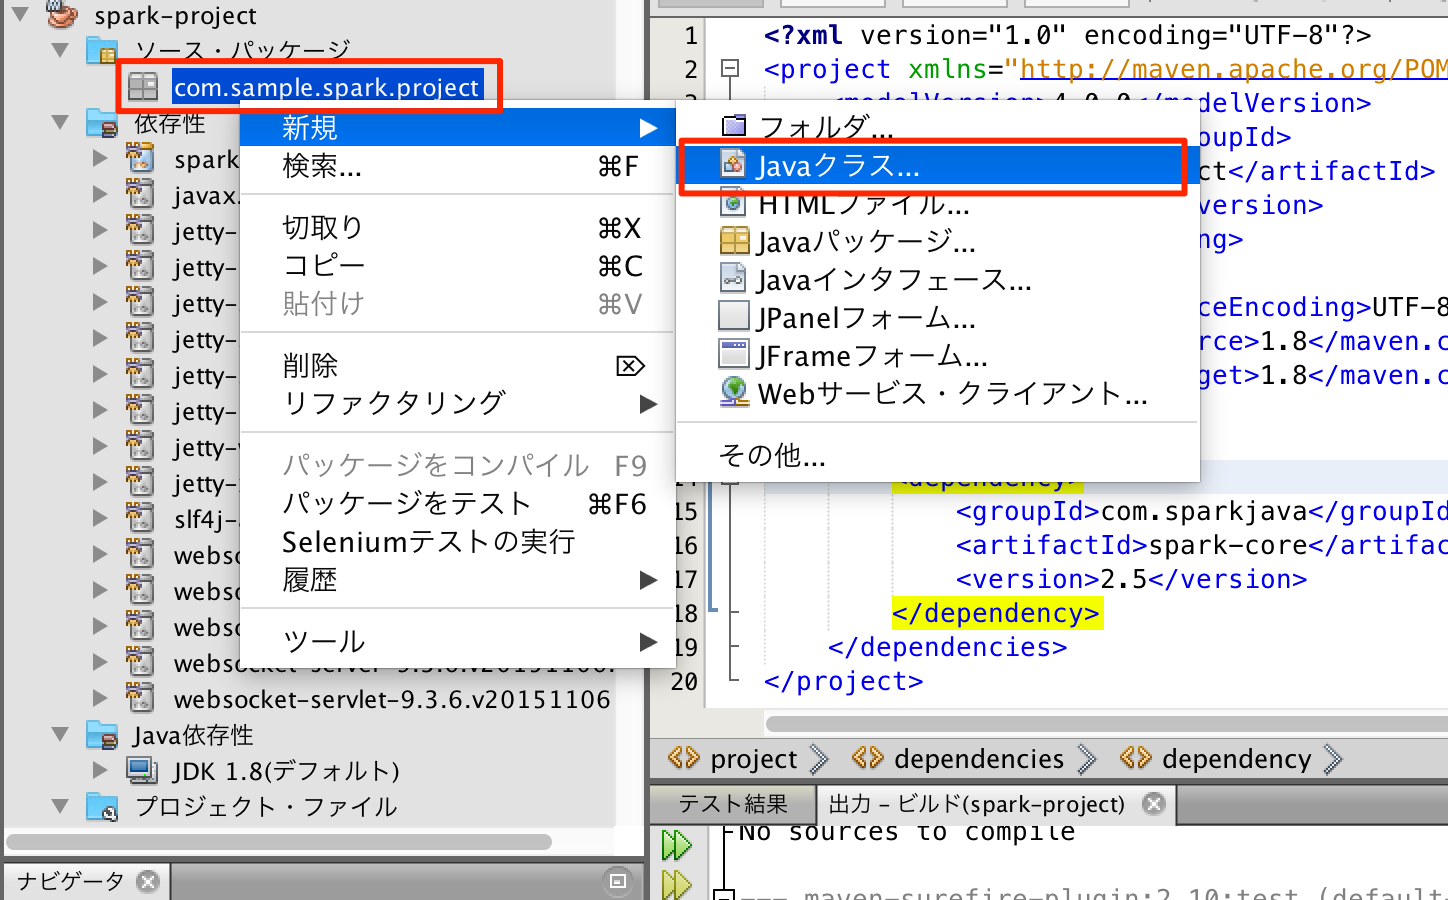 spark-project
ソース・パッケージ
com.sample.spark.project
依存性
spark
javax.
jetty-
jetty-
jetty-
jetty-
jetty-
jetty-
jetty-
jetty-
slf4j-
webso
webso
webso
websocket-server-9.3.6.v20151106.
websocket-servlet-9.3.6.v20151106
Java依存性
JDK 1.8(デフォルト)
プロジェクト・ファイル
ナビゲータ
新規
検索... ⌘F
切取り ⌘X
コピー ⌘C
貼付け ⌘V
削除 ⌦
リファクタリング
パッケージをコンパイル F9
パッケージをテスト ⌘F6
Seleniumテストの実行
履歴
ツール
フォルダ...
Javaクラス...
HTMLファイル...
Javaパッケージ...
Javaインタフェース...
JPanelフォーム...
JFrameフォーム...
Webサービス・クライアント...
その他...
1 <?xml version="1.0" encoding="UTF-8"?>
2 <project xmlns="http://maven.apache.org/POM
<modelVersion>4.0.0</modelVersion>
oupId>
ct</artifactId>
version>
ng>
ceEncoding>UTF-8
rce>1.8</maven.c
get>1.8</maven.c
14 <dependency>
15 <groupId>com.sparkjava</groupId
16 <artifactId>spark-core</artifac
17 <version>2.5</version>
18 </dependency>
19 </dependencies>
20 </project>
project dependencies dependency
テスト結果 出力 – ビルド(spark-project)
No sources to compile
--- maven-surefire-plugin:2.10:test (default-